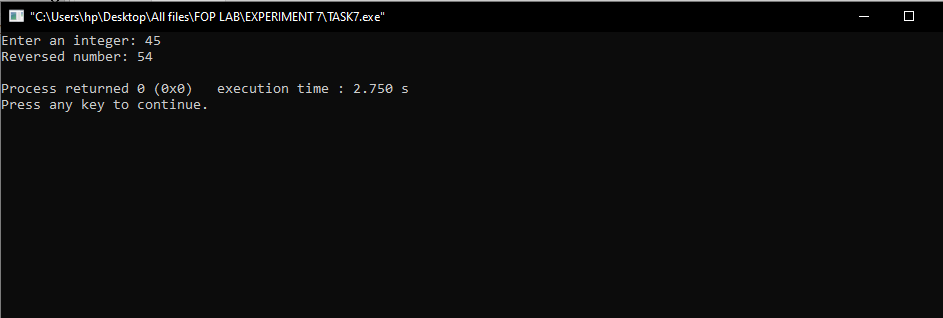 "C:\Users\hp\Desktop\All files\FOP LAB\EXPERIMENT 7\TASK7.exe"
Enter an integer: 45
Reversed number: 54
Process returned 0 (0x0)   execution time : 2.750 s
Press any key to continue.